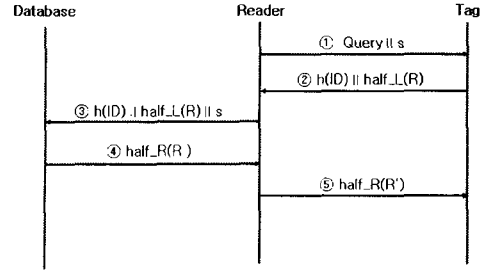 Database Reader Tag
① Query || s
② h(ID) || half_L(R)
③ h(ID) || half_L(R) || s
④ half_R(R )
⑤ half_R(R')